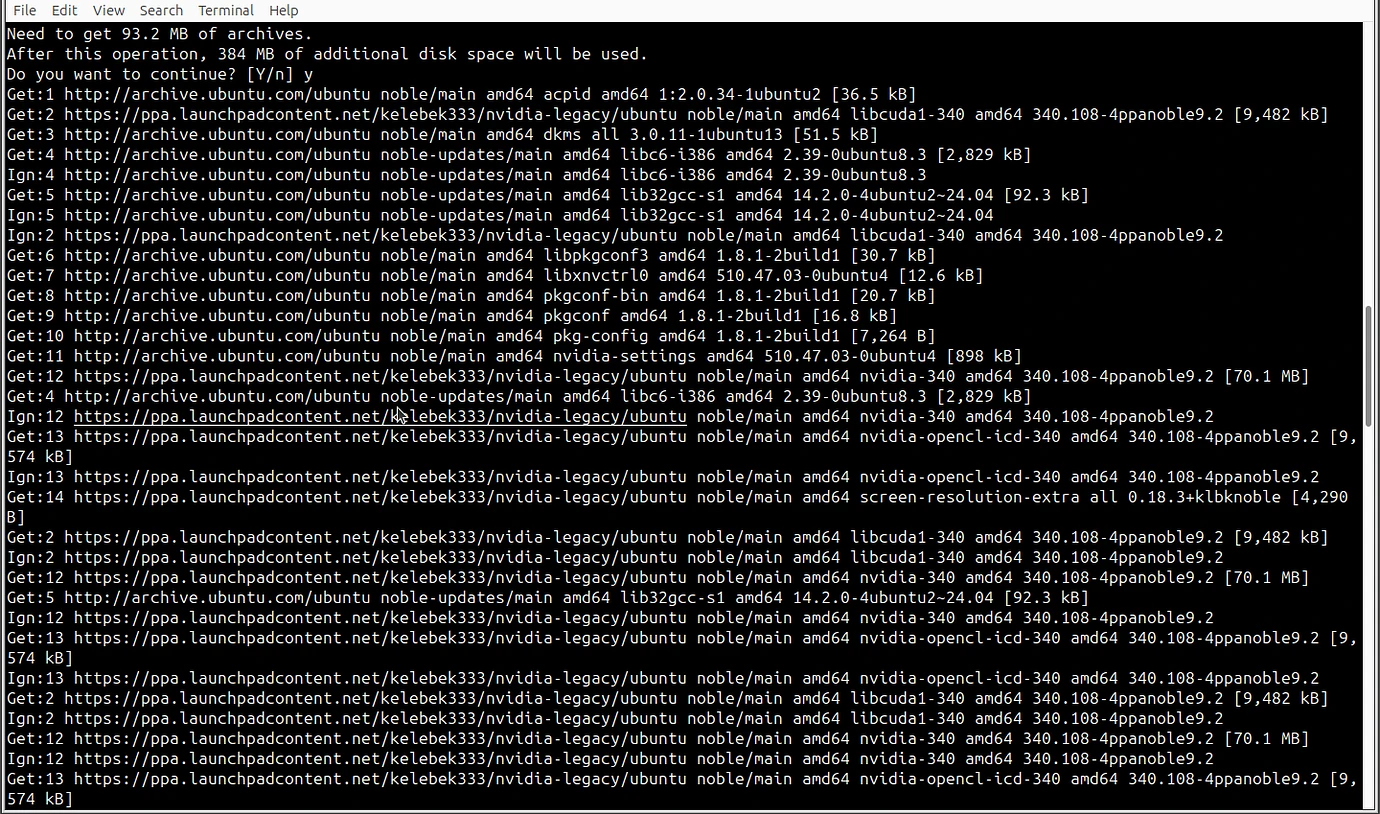 File Edit View Search Terminal Help
Need to get 93.2 MB of archives.
After this operation, 384 MB of additional disk space will be used.
Do you want to continue? [Y/n] y
Get:1 http://archive.ubuntu.com/ubuntu noble/main amd64 acpid amd64 1:2.0.34-1ubuntu2 [36.5 kB]
Get:2 https://ppa.launchpadcontent.net/kelebek333/nvidia-legacy/ubuntu noble/main amd64 libcuda1-340 amd64 340.108-4ppanoble9.2 [9,482 kB]
Get:3 http://archive.ubuntu.com/ubuntu noble/main amd64 dkms all 3.0.11-1ubuntu13 [51.5 kB]
Get:4 http://archive.ubuntu.com/ubuntu noble-updates/main amd64 libc6-i386 amd64 2.39-0ubuntu8.3 [2,829 kB]
Ign:4 http://archive.ubuntu.com/ubuntu noble-updates/main amd64 libc6-i386 amd64 2.39-0ubuntu8.3
Get:5 http://archive.ubuntu.com/ubuntu noble-updates/main amd64 lib32gcc-s1 amd64 14.2.0-4ubuntu2~24.04 [92.3 kB]
Ign:5 http://archive.ubuntu.com/ubuntu noble-updates/main amd64 lib32gcc-s1 amd64 14.2.0-4ubuntu2~24.04
Ign:2 https://ppa.launchpadcontent.net/kelebek333/nvidia-legacy/ubuntu noble/main amd64 libcuda1-340 amd64 340.108-4ppanoble9.2
Get:6 http://archive.ubuntu.com/ubuntu noble/main amd64 libpkgconf3 amd64 1.8.1-2build1 [30.7 kB]
Get:7 http://archive.ubuntu.com/ubuntu noble/main amd64 libxnvctrl0 amd64 510.47.03-0ubuntu4 [12.6 kB]
Get:8 http://archive.ubuntu.com/ubuntu noble/main amd64 pkgconf-bin amd64 1.8.1-2build1 [20.7 kB]
Get:9 http://archive.ubuntu.com/ubuntu noble/main amd64 pkgconf amd64 1.8.1-2build1 [16.8 kB]
Get:10 http://archive.ubuntu.com/ubuntu noble/main amd64 pkg-config amd64 1.8.1-2build1 [7,264 B]
Get:11 http://archive.ubuntu.com/ubuntu noble/main amd64 nvidia-settings amd64 510.47.03-0ubuntu4 [898 kB]
Get:12 https://ppa.launchpadcontent.net/kelebek333/nvidia-legacy/ubuntu noble/main amd64 nvidia-340 amd64 340.108-4ppanoble9.2 [70.1 MB]
Get:4 http://archive.ubuntu.com/ubuntu noble-updates/main amd64 libc6-i386 amd64 2.39-0ubuntu8.3 [2,829 kB]
Ign:12 https://ppa.launchpadcontent.net/kelebek333/nvidia-legacy/ubuntu noble/main amd64 nvidia-340 amd64 340.108-4ppanoble9.2
Get:13 https://ppa.launchpadcontent.net/kelebek333/nvidia-legacy/ubuntu noble/main amd64 nvidia-opencl-icd-340 amd64 340.108-4ppanoble9.2 [9,
574 kB]
Ign:13 https://ppa.launchpadcontent.net/kelebek333/nvidia-legacy/ubuntu noble/main amd64 nvidia-opencl-icd-340 amd64 340.108-4ppanoble9.2
Get:14 https://ppa.launchpadcontent.net/kelebek333/nvidia-legacy/ubuntu noble/main amd64 screen-resolution-extra all 0.18.3+klbknoble [4,290
B]
Get:2 https://ppa.launchpadcontent.net/kelebek333/nvidia-legacy/ubuntu noble/main amd64 libcuda1-340 amd64 340.108-4ppanoble9.2 [9,482 kB]
Ign:2 https://ppa.launchpadcontent.net/kelebek333/nvidia-legacy/ubuntu noble/main amd64 libcuda1-340 amd64 340.108-4ppanoble9.2
Get:12 https://ppa.launchpadcontent.net/kelebek333/nvidia-legacy/ubuntu noble/main amd64 nvidia-340 amd64 340.108-4ppanoble9.2 [70.1 MB]
Get:5 http://archive.ubuntu.com/ubuntu noble-updates/main amd64 lib32gcc-s1 amd64 14.2.0-4ubuntu2~24.04 [92.3 kB]
Ign:12 https://ppa.launchpadcontent.net/kelebek333/nvidia-legacy/ubuntu noble/main amd64 nvidia-340 amd64 340.108-4ppanoble9.2
Get:13 https://ppa.launchpadcontent.net/kelebek333/nvidia-legacy/ubuntu noble/main amd64 nvidia-opencl-icd-340 amd64 340.108-4ppanoble9.2 [9,
574 kB]
Ign:13 https://ppa.launchpadcontent.net/kelebek333/nvidia-legacy/ubuntu noble/main amd64 nvidia-opencl-icd-340 amd64 340.108-4ppanoble9.2
Get:2 https://ppa.launchpadcontent.net/kelebek333/nvidia-legacy/ubuntu noble/main amd64 libcuda1-340 amd64 340.108-4ppanoble9.2 [9,482 kB]
Ign:2 https://ppa.launchpadcontent.net/kelebek333/nvidia-legacy/ubuntu noble/main amd64 libcuda1-340 amd64 340.108-4ppanoble9.2
Get:12 https://ppa.launchpadcontent.net/kelebek333/nvidia-legacy/ubuntu noble/main amd64 nvidia-340 amd64 340.108-4ppanoble9.2 [70.1 MB]
Ign:12 https://ppa.launchpadcontent.net/kelebek333/nvidia-legacy/ubuntu noble/main amd64 nvidia-340 amd64 340.108-4ppanoble9.2
Get:13 https://ppa.launchpadcontent.net/kelebek333/nvidia-legacy/ubuntu noble/main amd64 nvidia-opencl-icd-340 amd64 340.108-4ppanoble9.2 [9,
574 kB]